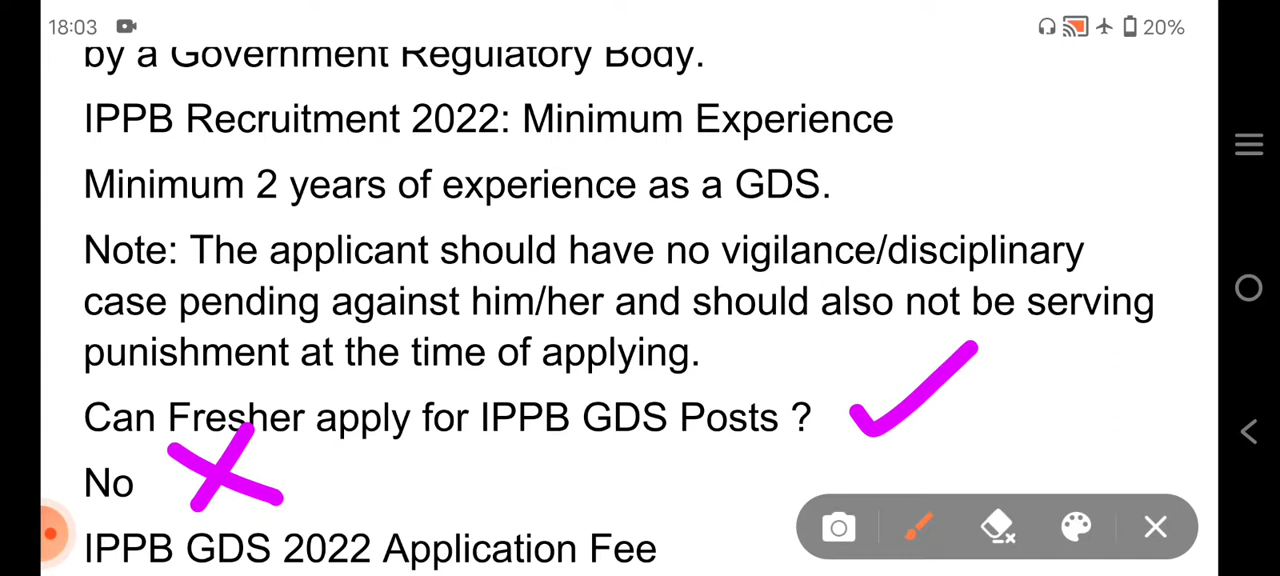 18:03 20%
by a Government Regulatory Body.
IPPB Recruitment 2022: Minimum Experience
Minimum 2 years of experience as a GDS.
Note: The applicant should have no vigilance/disciplinary
case pending against him/her and should also not be serving
punishment at the time of applying.
Can Fresher apply for IPPB GDS Posts ?
No
IPPB GDS 2022 Application Fee